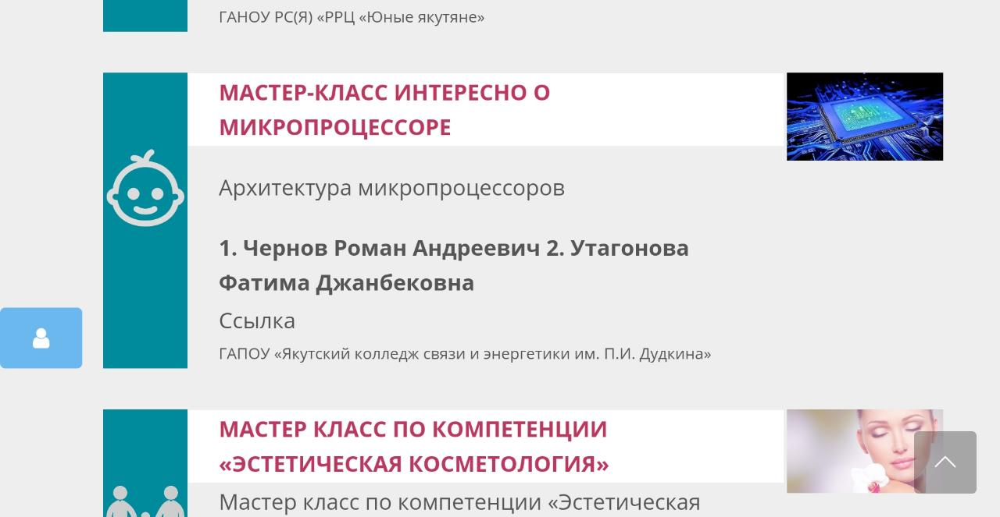 ГАНОУ РС(Я) «РРЦ «Юные якутяне»
МАСТЕР-КЛАСС ИНТЕРЕСНО О
МИКРОПРОЦЕССОРЕ
Архитектура микропроцессоров
1. Чернов Роман Андреевич 2. Утагонова
Фатима Джанбековна
Ссылка
ГАПОУ «Якутский колледж связи и энергетики им. П.И. Дудкина»
МАСТЕР КЛАСС ПО КОМПЕТЕНЦИИ
«ЭСТЕТИЧЕСКАЯ КОСМЕТОЛОГИЯ»
Мастер класс по компетенции «Эстетическая